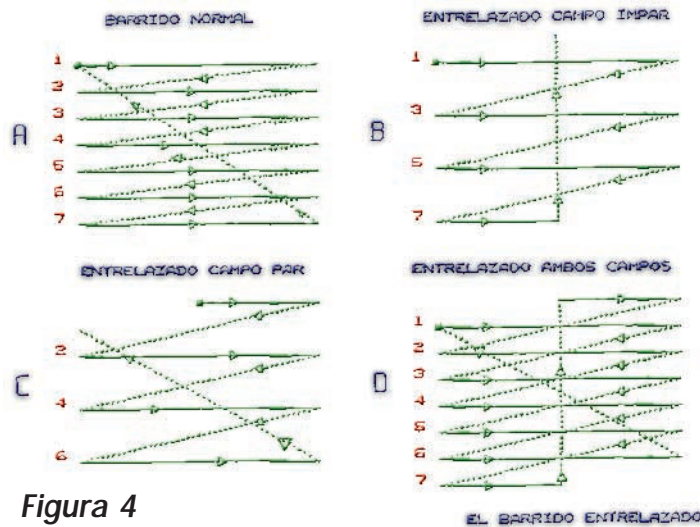 BARRIDO NORMAL
1
2
3
4
5
6
7
A
ENTRELAZADO CAMPO IMPAR
1
3
5
7
B
ENTRELAZADO CAMPO PAR
2
4
6
C
ENTRELAZADO AMBOS CAMPOS
1
2
3
4
5
6
7
D
Figura 4
EL BARRIDO ENTRELAZADO